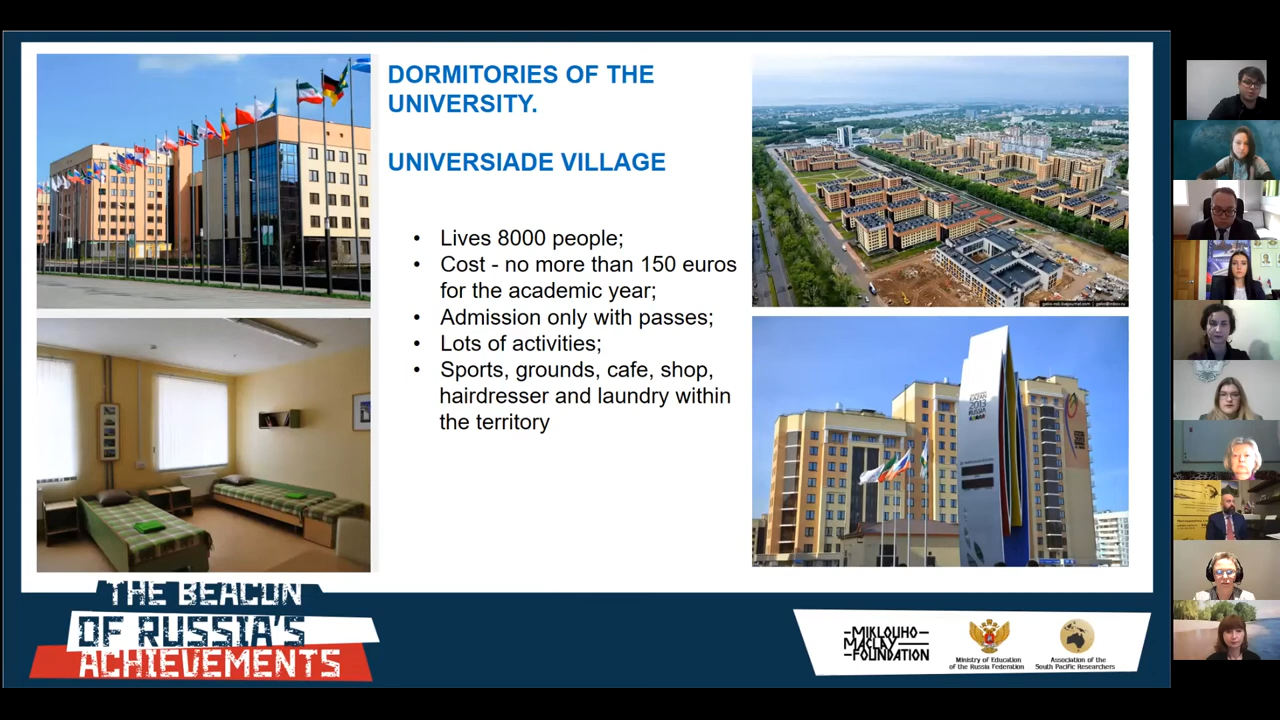 DORMITORIES OF THE
UNIVERSITY.
UNIVERSIADE VILLAGE
• Lives 8000 people;
• Cost - no more than 150 euros
for the academic year;
• Admission only with passes;
• Lots of activities;
• Sports, grounds, cafe, shop,
hairdresser and laundry within
the territory
KAZAN
2013
RUSSIA
THE BEACON
OF RUSSIA'S
ACHIEVEMENTS
MIKLOUHO
MACLAY
FOUNDATION
Ministry of Education
of the Russia Federation
Association of the
South Pacific Researchers